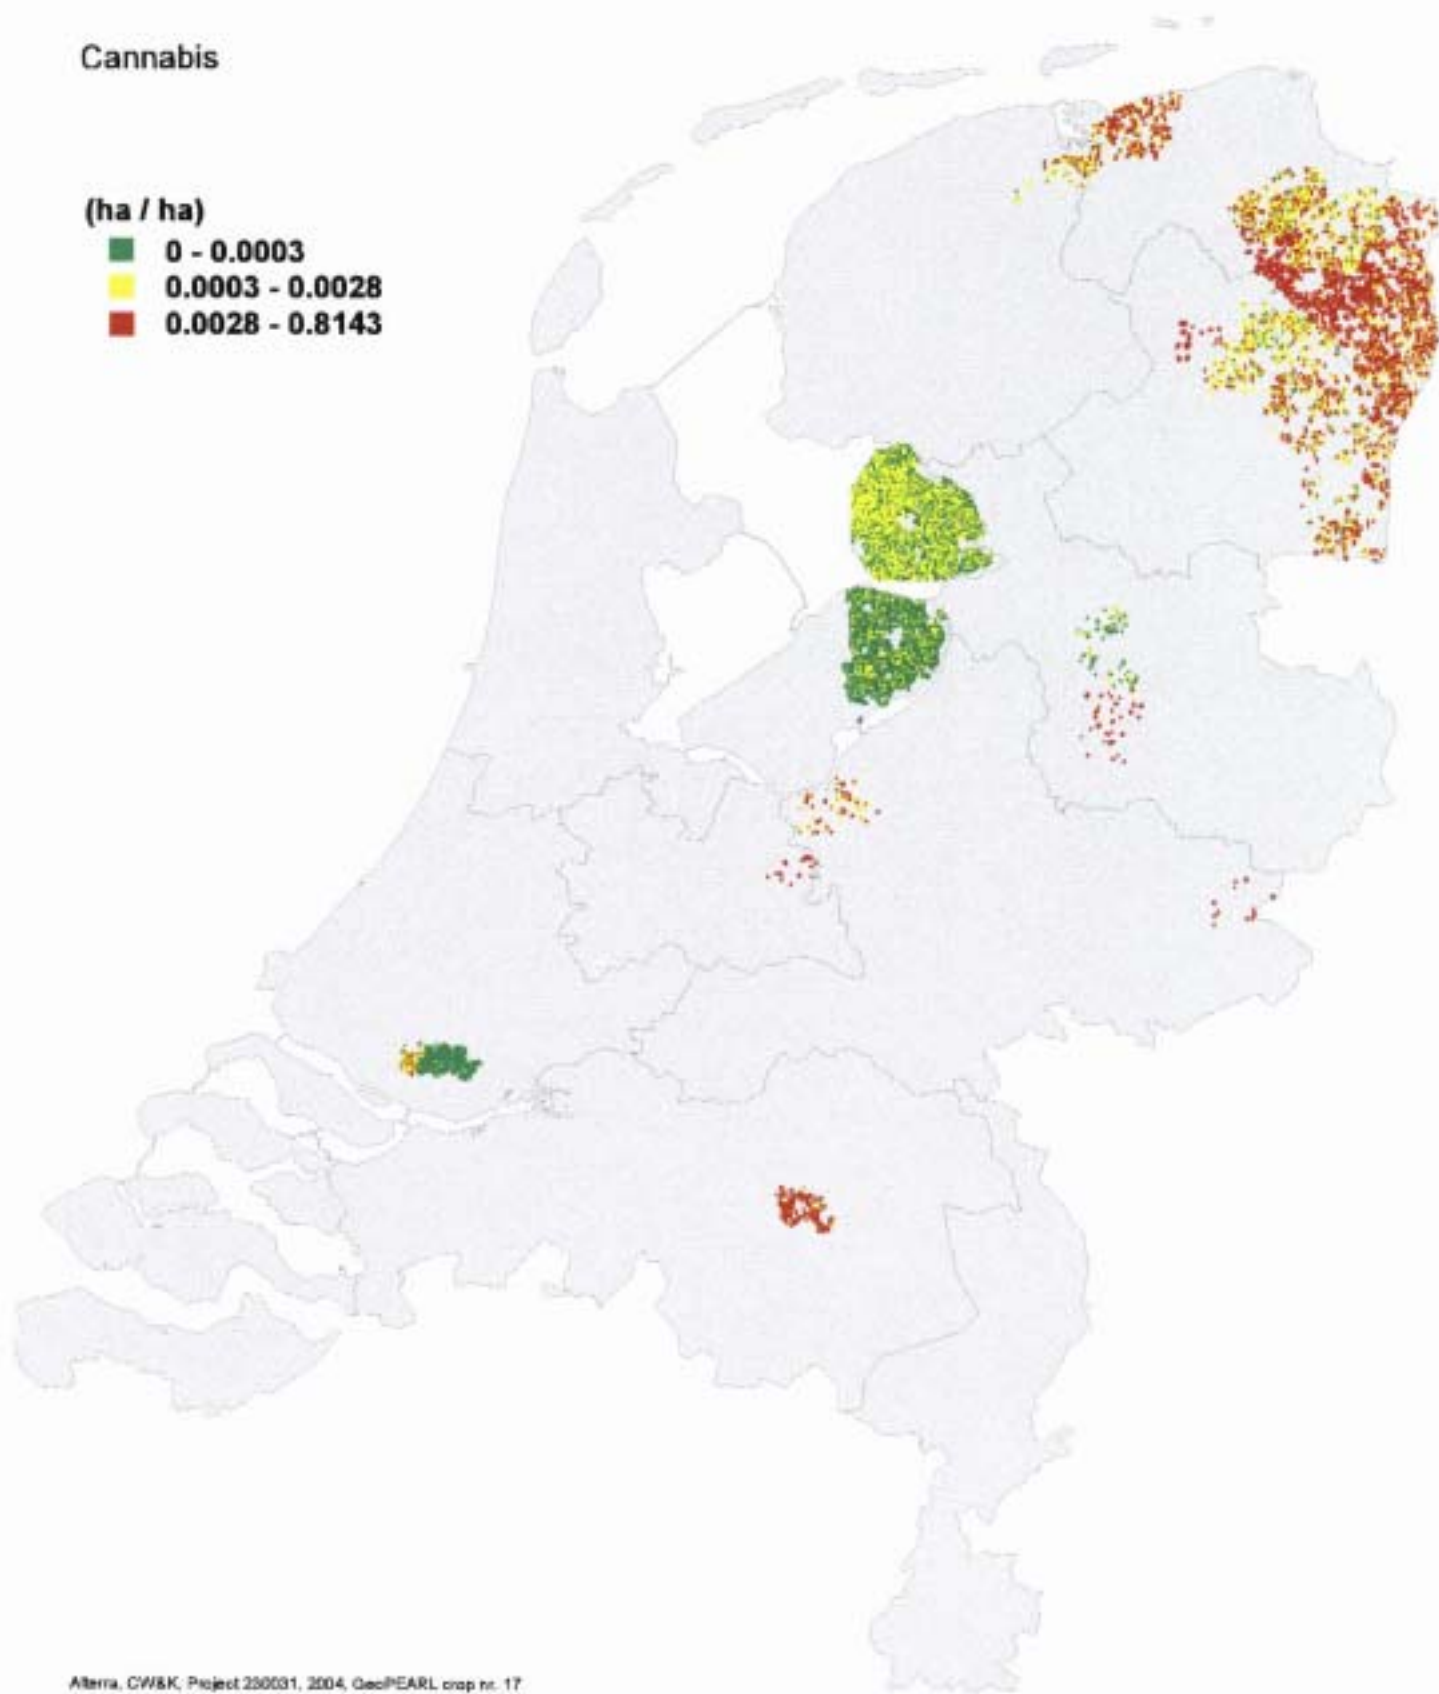 Cannabis
(ha / ha)
0 - 0.0003
0.0003 - 0.0028
0.0028 - 0.8143
Alterra, CW&K, Project 230031, 2004, GeoPEARL crop nr. 17